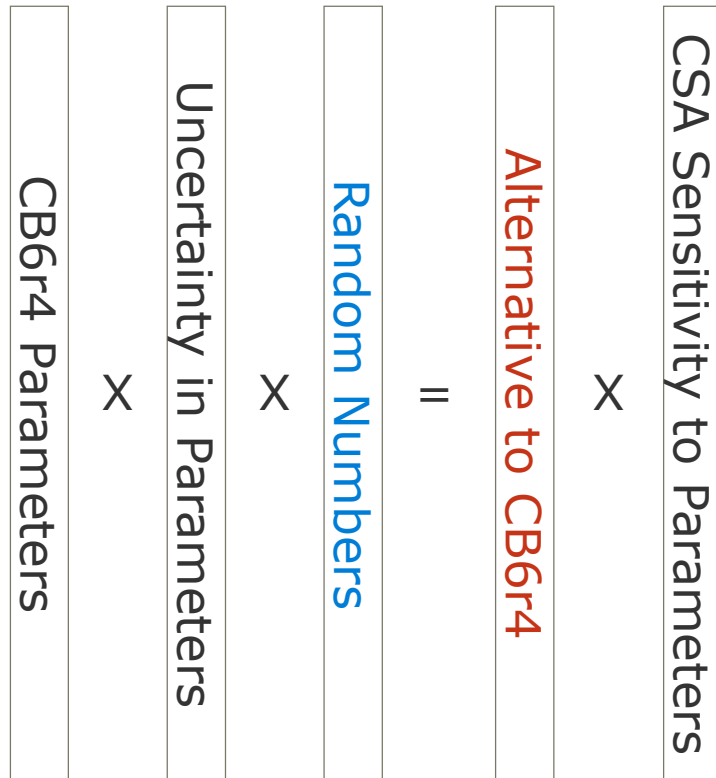 CB6r4 Parameters
X
Uncertainty in Parameters
X
Random Numbers
=
Alternative to CB6r4
X
CSA Sensitivity to Parameters